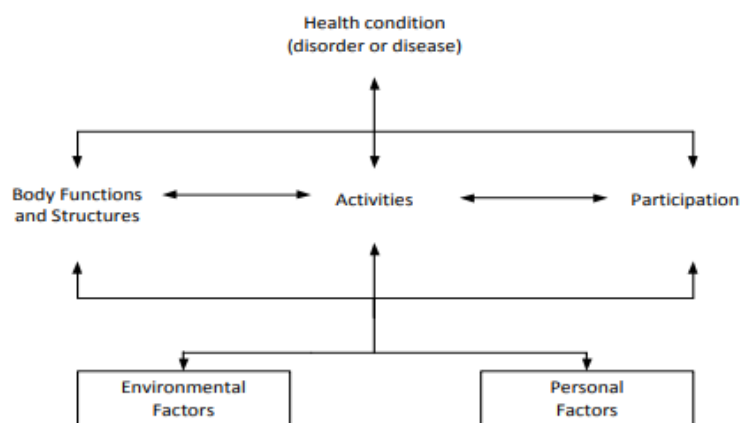 Health condition
(disorder or disease)
Body Functions
and Structures
Activities
Participation
Environmental
Factors
Personal
Factors